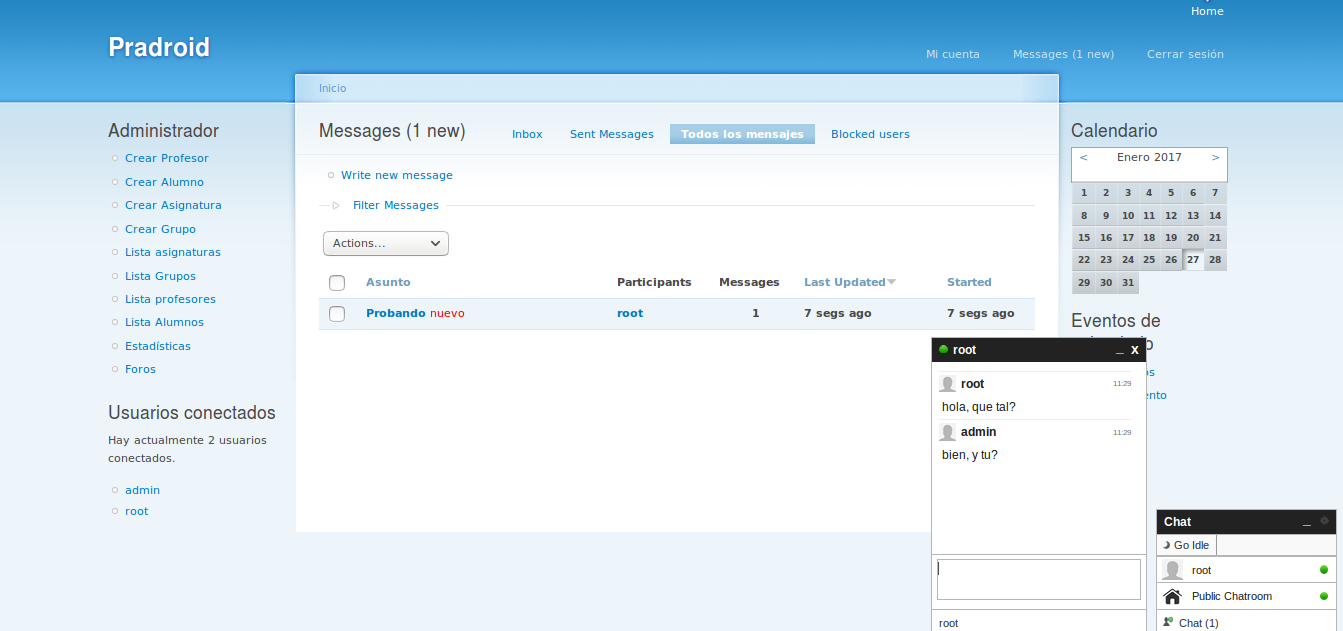 Home
Pradroid
Mi cuenta Messages (1 new) Cerrar sesión
Inicio
Administrador
Crear Profesor
Crear Alumno
Crear Asignatura
Crear Grupo
Lista asignaturas
Lista Grupos
Lista profesores
Lista Alumnos
Estadísticas
Foros
Usuarios conectados
Hay actualmente 2 usuarios
conectados.
admin
root
Messages (1 new) Inbox Sent Messages Todos los mensajes Blocked users
Write new message
Filter Messages
Actions...
Asunto Participants Messages Last Updated Started
Probando nuevo root 1 7 segs ago 7 segs ago
Calendario
< Enero 2017 >
1 2 3 4 5 6 7
8 9 10 11 12 13 14
15 16 17 18 19 20 21
22 23 24 25 26 27 28
29 30 31
Eventos de
root _ X
root 11:29
hola, que tal?
admin 11:29
bien, y tu?
root
Chat _
Go Idle
root
Public Chatroom
Chat (1)